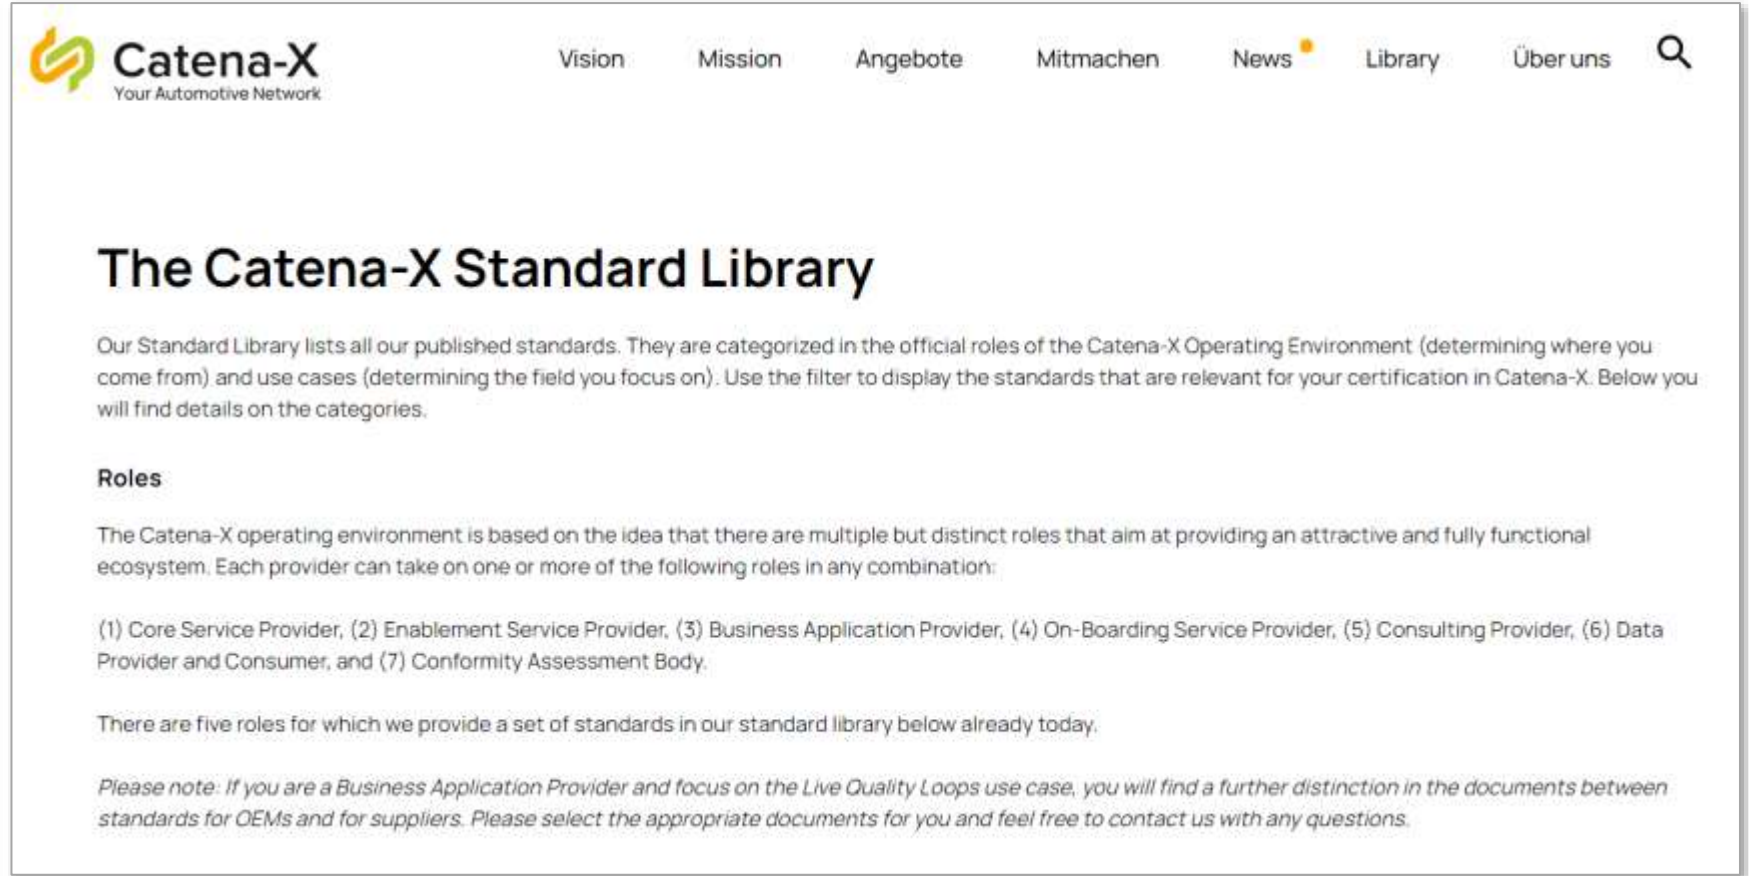 Catena-X
Your Automotive Network
Vision Mission Angebote Mitmachen News Library Über uns
The Catena-X Standard Library
Our Standard Library lists all our published standards. They are categorized in the official roles of the Catena-X Operating Environment (determining where you
come from) and use cases (determining the field you focus on). Use the filter to display the standards that are relevant for your certification in Catena-X. Below you
will find details on the categories.
Roles
The Catena-X operating environment is based on the idea that there are multiple but distinct roles that aim at providing an attractive and fully functional
ecosystem. Each provider can take on one or more of the following roles in any combination:
(1) Core Service Provider, (2) Enablement Service Provider, (3) Business Application Provider, (4) On-Boarding Service Provider, (5) Consulting Provider, (6) Data
Provider and Consumer, and (7) Conformity Assessment Body.
There are five roles for which we provide a set of standards in our standard library below already today.
Please note: If you are a Business Application Provider and focus on the Live Quality Loops use case, you will find a further distinction in the documents between
standards for OEMs and for suppliers. Please select the appropriate documents for you and feel free to contact us with any questions.